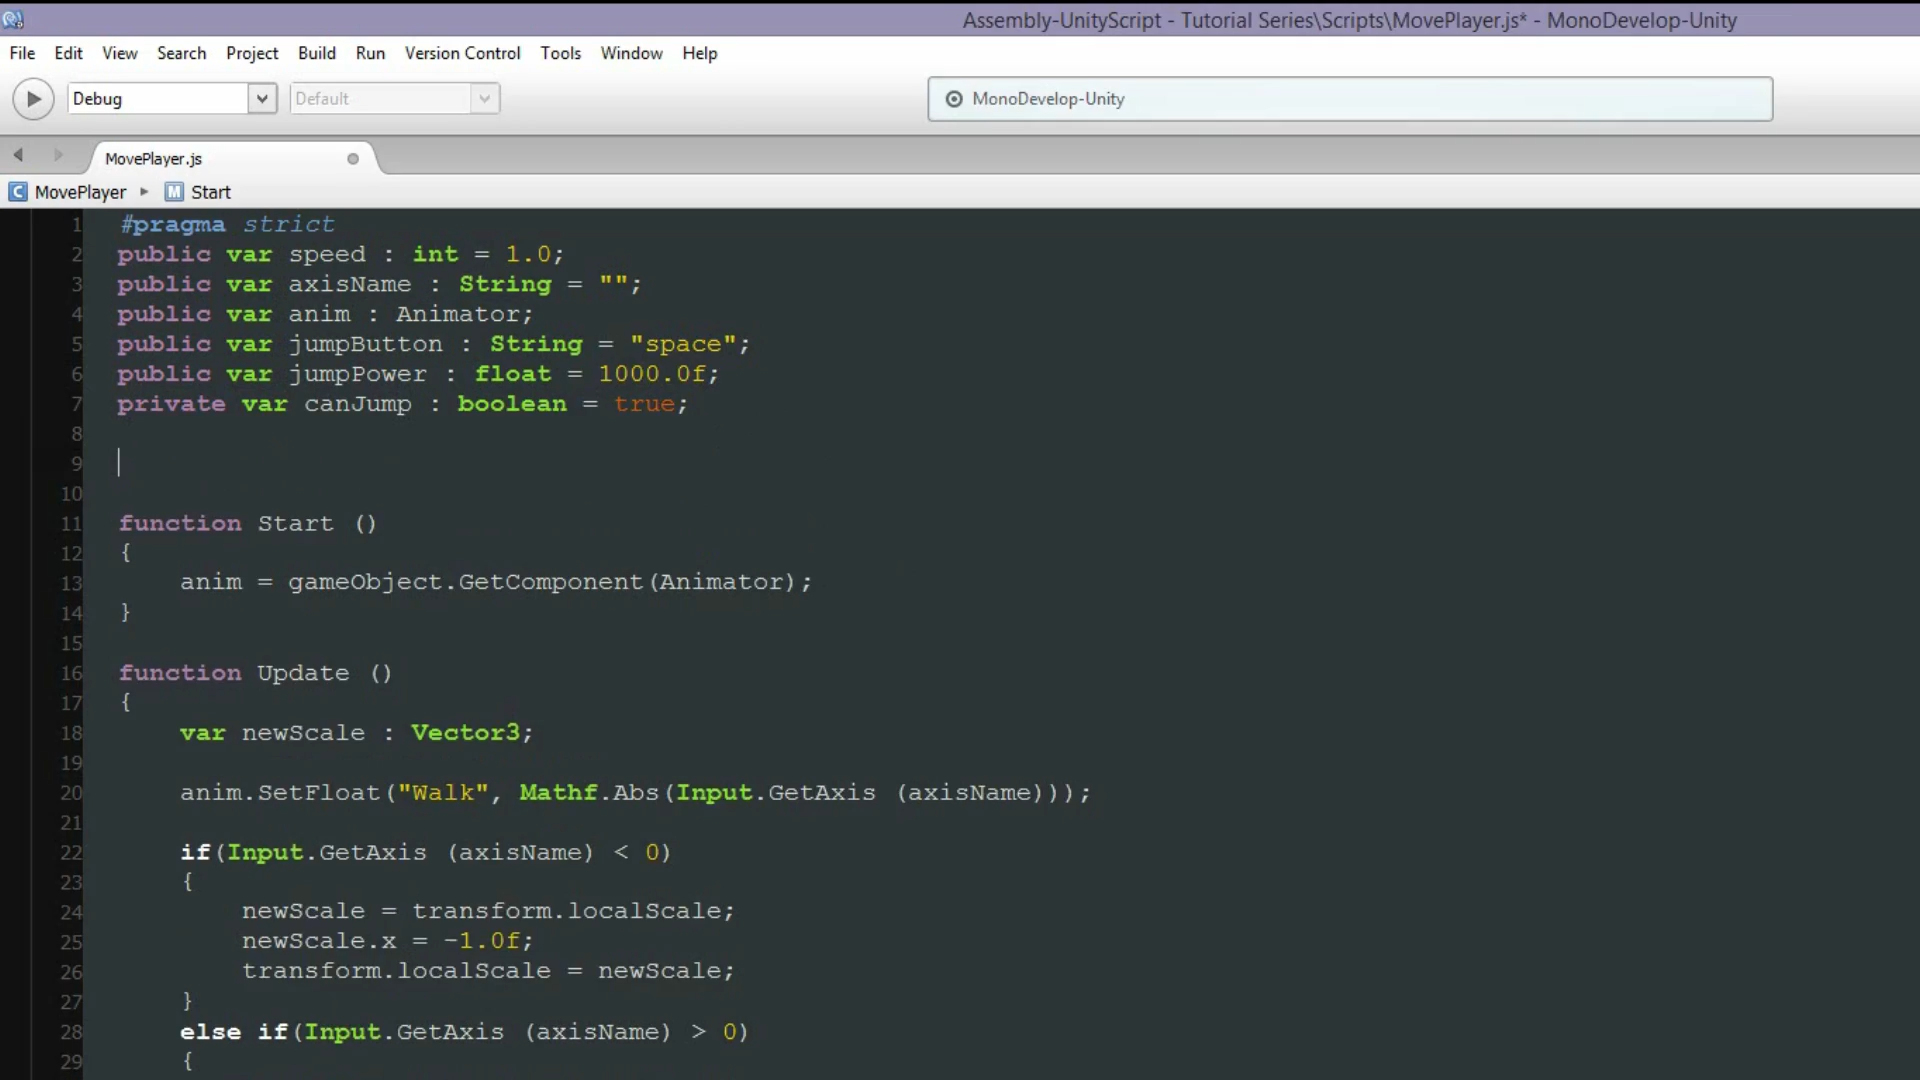 Assembly-UnityScript - Tutorial Series\Scripts\MovePlayer.js* - MonoDevelop-Unity
File Edit View Search Project Build Run Version Control Tools Window Help
Debug Default MonoDevelop-Unity
MovePlayer.js
C MovePlayer M Start
1 #pragma strict
2 public var speed : int = 1.0;
3 public var axisName : String = "";
4 public var anim : Animator;
5 public var jumpButton : String = "space";
6 public var jumpPower : float = 1000.0f;
7 private var canJump : boolean = true;
8
9
10
11 function Start ()
12 {
13 anim = gameObject.GetComponent(Animator);
14 }
15
16 function Update ()
17 {
18 var newScale : Vector3;
19
20 anim.SetFloat("Walk", Mathf.Abs(Input.GetAxis (axisName)));
21
22 if(Input.GetAxis (axisName) < 0)
23 {
24 newScale = transform.localScale;
25 newScale.x = -1.0f;
26 transform.localScale = newScale;
27 }
28 else if(Input.GetAxis (axisName) > 0)
29 {